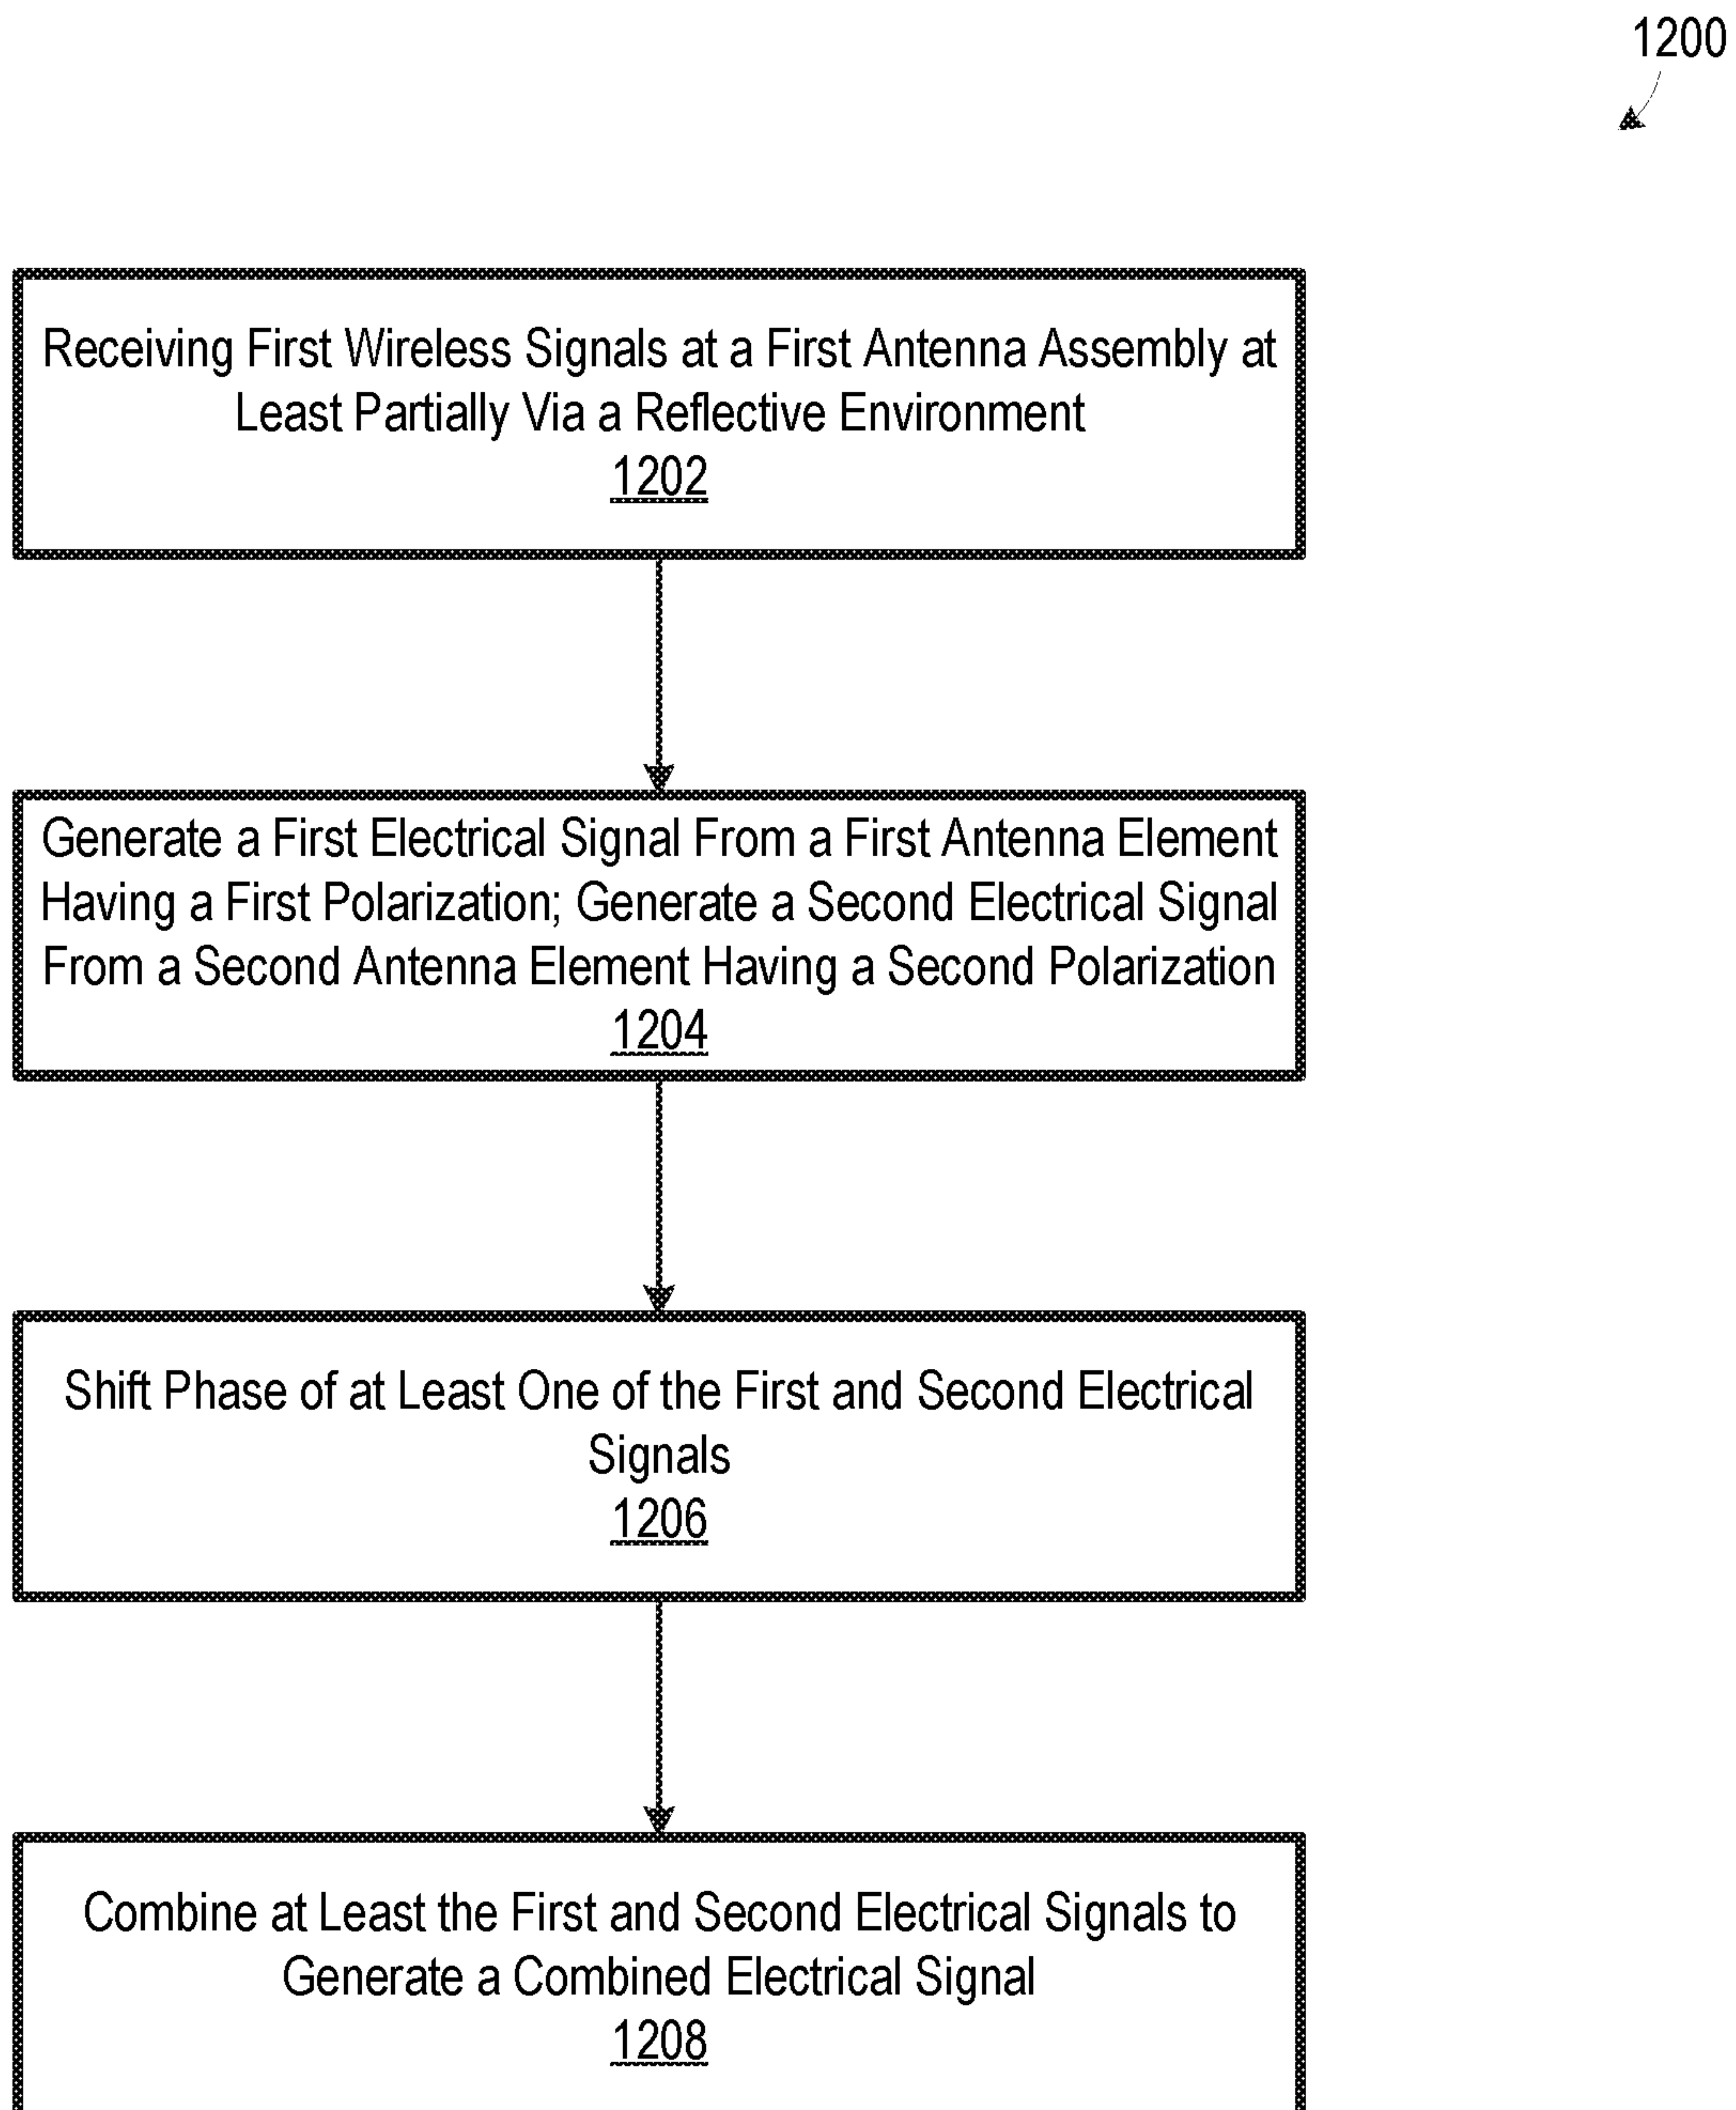 1200
Receiving First Wireless Signals at a First Antenna Assembly at
Least Partially Via a Reflective Environment
1202
Generate a First Electrical Signal From a First Antenna Element
Having a First Polarization; Generate a Second Electrical Signal
From a Second Antenna Element Having a Second Polarization
1204
Shift Phase of at Least One of the First and Second Electrical
Signals
1206
Combine at Least the First and Second Electrical Signals to
Generate a Combined Electrical Signal
1208